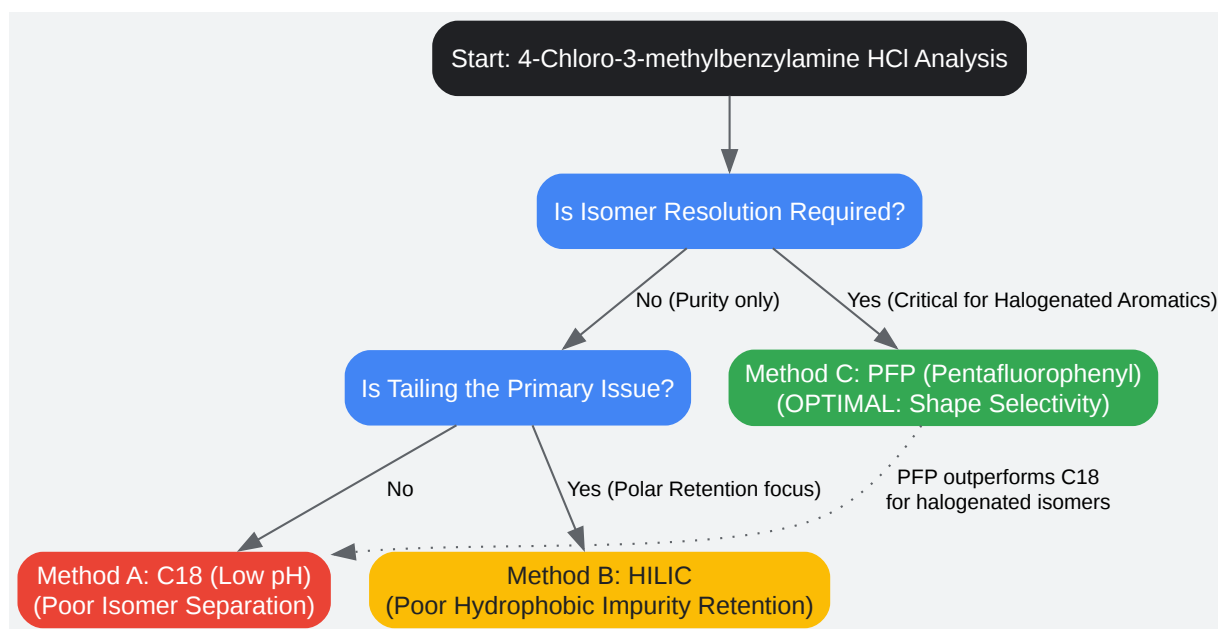 Start: 4-Chloro-3-methylbenzylamine HCl Analysis
Is Isomer Resolution Required?
No (Purity only)
Yes (Critical for Halogenated Aromatics)
Is Tailing the Primary Issue?
Method C: PFP (Pentafluorophenyl)
(OPTIMAL: Shape Selectivity)
No
Yes (Polar Retention focus)
PFP outperforms C18
for halogenated isomers
Method A: C18 (Low pH)
(Poor Isomer Separation)
Method B: HILIC
(Poor Hydrophobic Impurity Retention)